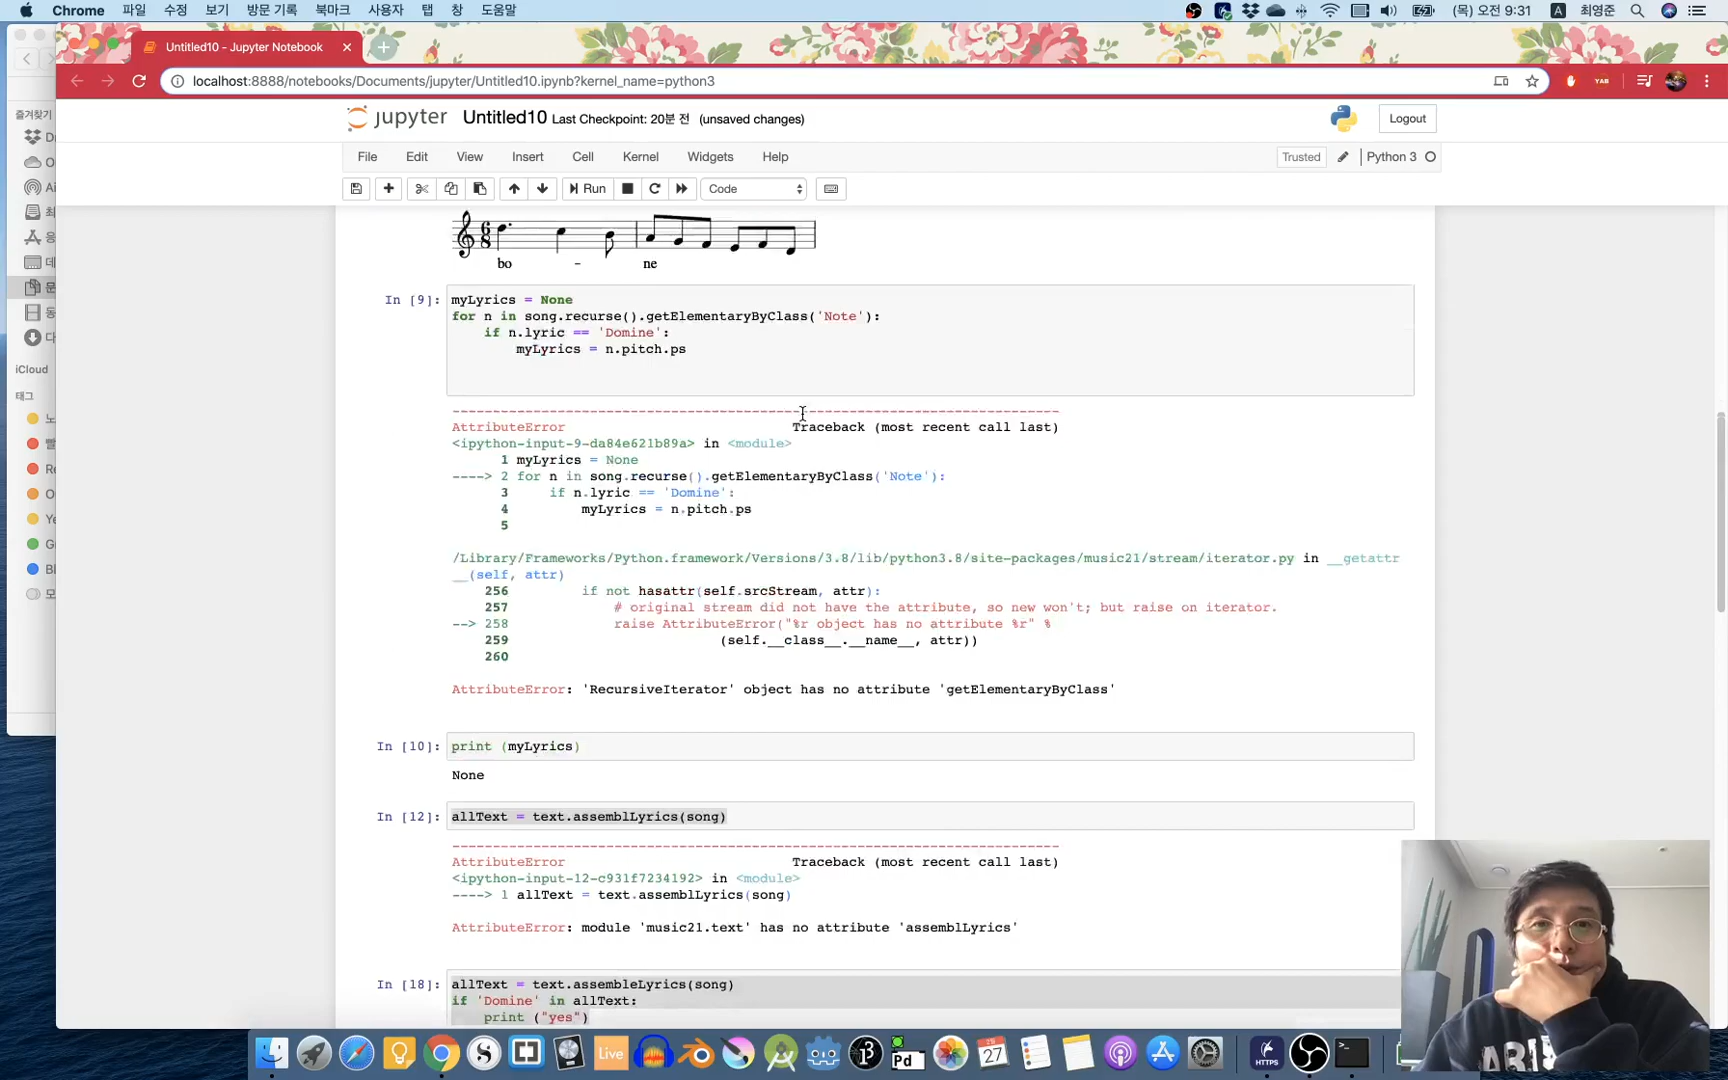 Chrome 파일 수정 보기 방문 기록 북마크 사용자 탭 창 도움말 (목) 오전 9:31 A 최영준
Untitled10 - Jupyter Notebook
localhost:8888/notebooks/Documents/jupyter/Untitled10.ipynb?kernel_name=python3 YAB
즐겨찾기
iCloud
태그
jupyter Untitled10 Last Checkpoint: 20분 전 (unsaved changes) Logout
File Edit View Insert Cell Kernel Widgets Help Trusted Python 3
Run Code
6
8
bo - ne
In [9]: myLyrics = None
for n in song.recurse().getElementaryByClass('Note'):
if n.lyric == 'Domine':
myLyrics = n.pitch.ps
---------------------------------------------------------------------------
AttributeError Traceback (most recent call last)
<ipython-input-9-da84e621b89a> in <module>
1 myLyrics = None
----> 2 for n in song.recurse().getElementaryByClass('Note'):
3 if n.lyric == 'Domine':
4 myLyrics = n.pitch.ps
5
/Library/Frameworks/Python.framework/Versions/3.8/lib/python3.8/site-packages/music21/stream/iterator.py in __getattr
__(self, attr)
256 if not hasattr(self.srcStream, attr):
257 # original stream did not have the attribute, so new won't; but raise on iterator.
--> 258 raise AttributeError("%r object has no attribute %r" %
259 (self.__class__.__name__, attr))
260
AttributeError: 'RecursiveIterator' object has no attribute 'getElementaryByClass'
In [10]: print (myLyrics)
None
In [12]: allText = text.assemblLyrics(song)
---------------------------------------------------------------------------
AttributeError Traceback (most recent call last)
<ipython-input-12-c931f7234192> in <module>
----> 1 allText = text.assemblLyrics(song)
AttributeError: module 'music21.text' has no attribute 'assemblLyrics'
In [18]: allText = text.assembleLyrics(song)
if 'Domine' in allText:
print ("yes")
Live Pd 27 HTTPS